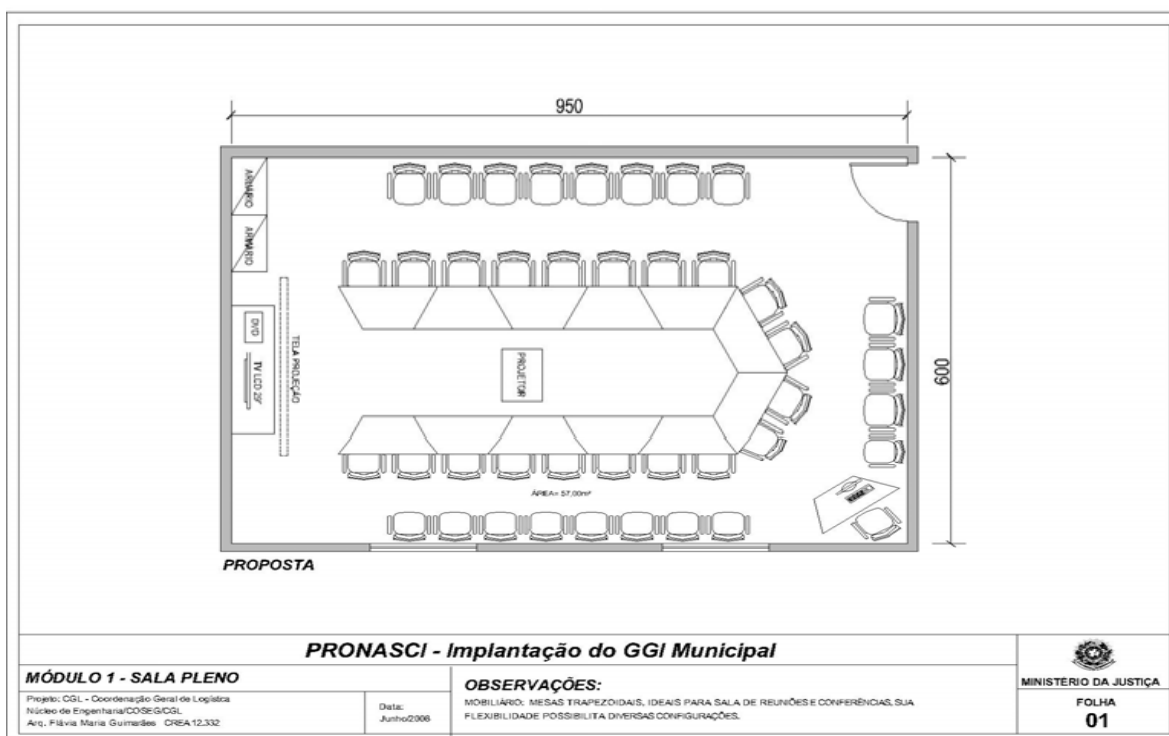 950
ARMÁRIO
ARMÁRIO
DVD
TV LCD 29"
TELA PROJEÇÃO
PROJETOR
600
ÁREA= 57,00m²
PROPOSTA
PRONASCI - Implantação do GGI Municipal
MÓDULO 1 - SALA PLENO
Projeto: CGL - Coordenação Geral de Logística
Núcleo de Engenharia/COSEG/CGL
Arq. Flávia Maria Guimarães CREA 12.332
Data:
Junho/2008
OBSERVAÇÕES:
MOBILIÁRIO: MESAS TRAPEZOIDAIS, IDEAIS PARA SALA DE REUNIÕES E CONFERÊNCIAS, SUA
FLEXIBILIDADE POSSIBILITA DIVERSAS CONFIGURAÇÕES.
MINISTÉRIO DA JUSTIÇA
FOLHA
01